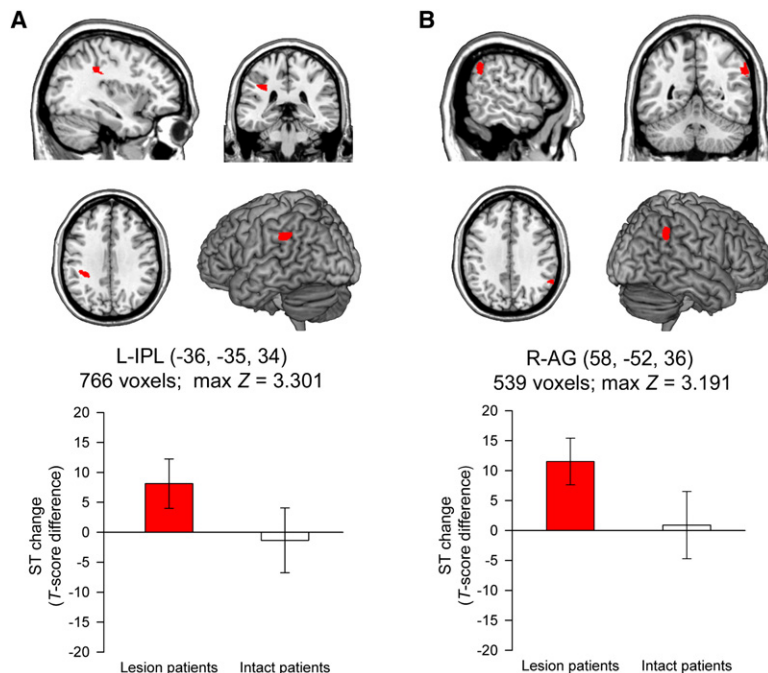 A
L-IPL (-36, -35, 34)
766 voxels; max Z = 3.301
ST change
(T-score difference)
20
15
10
5
0
-5
-10
-15
-20
Lesion patients Intact patients
B
R-AG (58, -52, 36)
539 voxels; max Z = 3.191
ST change
(T-score difference)
20
15
10
5
0
-5
-10
-15
-20
Lesion patients Intact patients